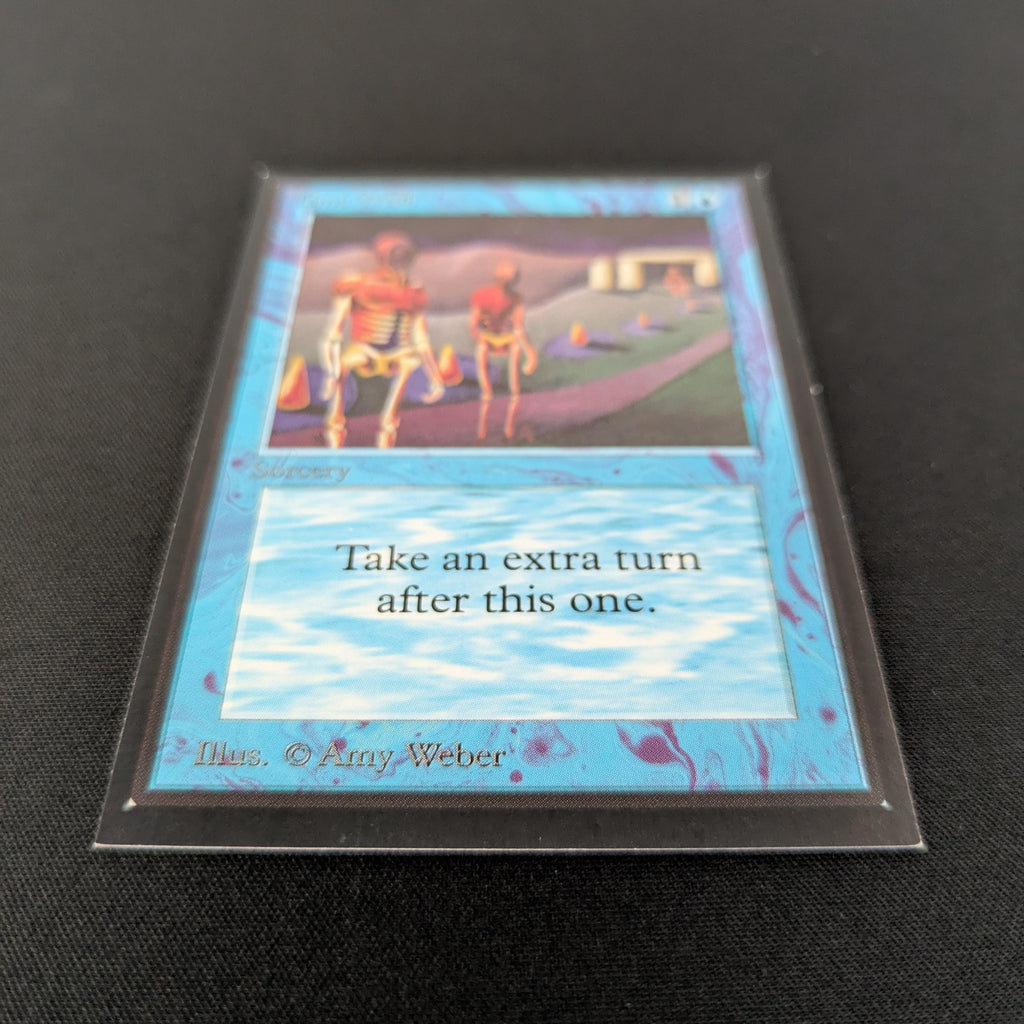 Sorcery
Take an extra turn
after this one.
Illus. © Amy Weber